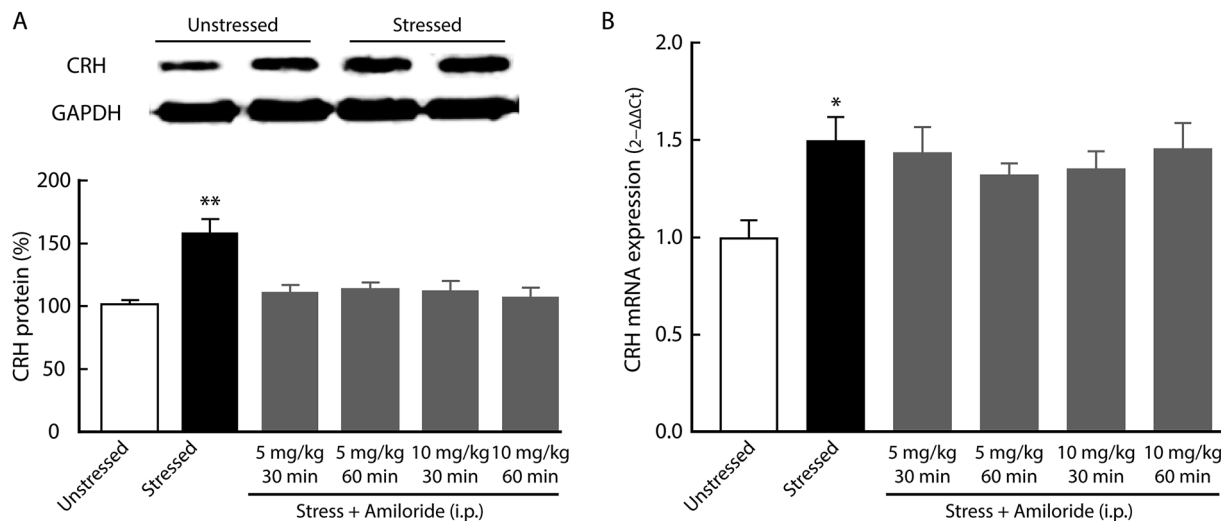 A
Unstressed
Stressed
CRH
GAPDH
CRH protein (%)
200
150
100
50
0
Unstressed
Stressed
5 mg/kg
30 min
5 mg/kg
60 min
10 mg/kg
30 min
10 mg/kg
60 min
**
Stress + Amiloride (i.p.)
B
CRH mRNA expression (2−ΔΔCt)
2.0
1.5
1.0
0.5
0.0
*
Unstressed
Stressed
5 mg/kg
30 min
5 mg/kg
60 min
10 mg/kg
30 min
10 mg/kg
60 min
Stress + Amiloride (i.p.)